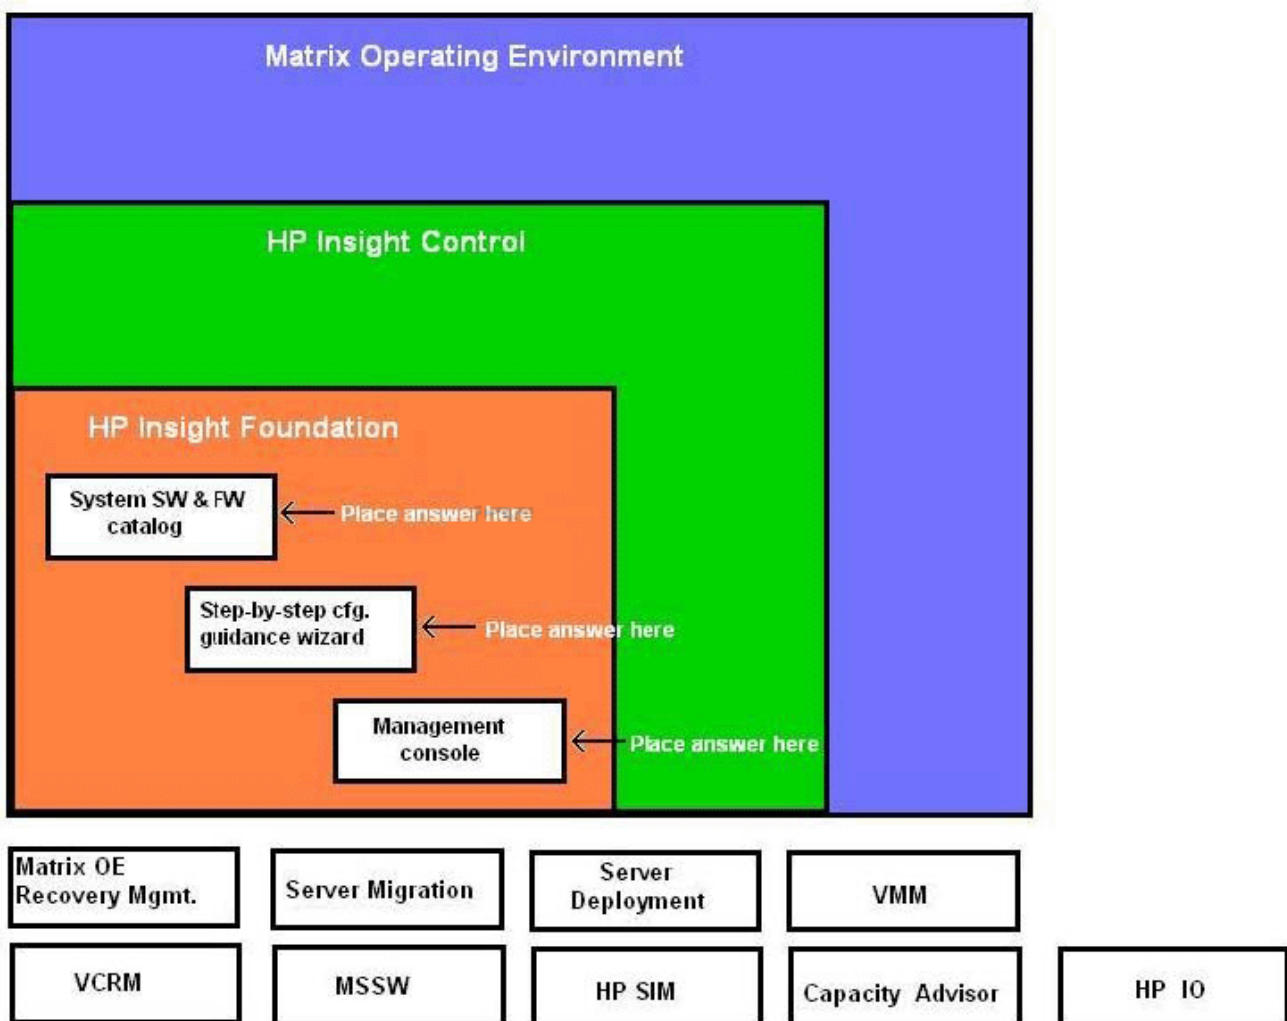 Matrix Operating Environment
HP Insight Control
HP Insight Foundation
System SW & FW
catalog
Place answer here
Step-by-step cfg.
guidance wizard
Place answer here
Management
console
Place answer here
Matrix OE
Recovery Mgmt.
Server Migration
Server
Deployment
VMM
VCRM
MSSW
HP SIM
Capacity Advisor
HP IO